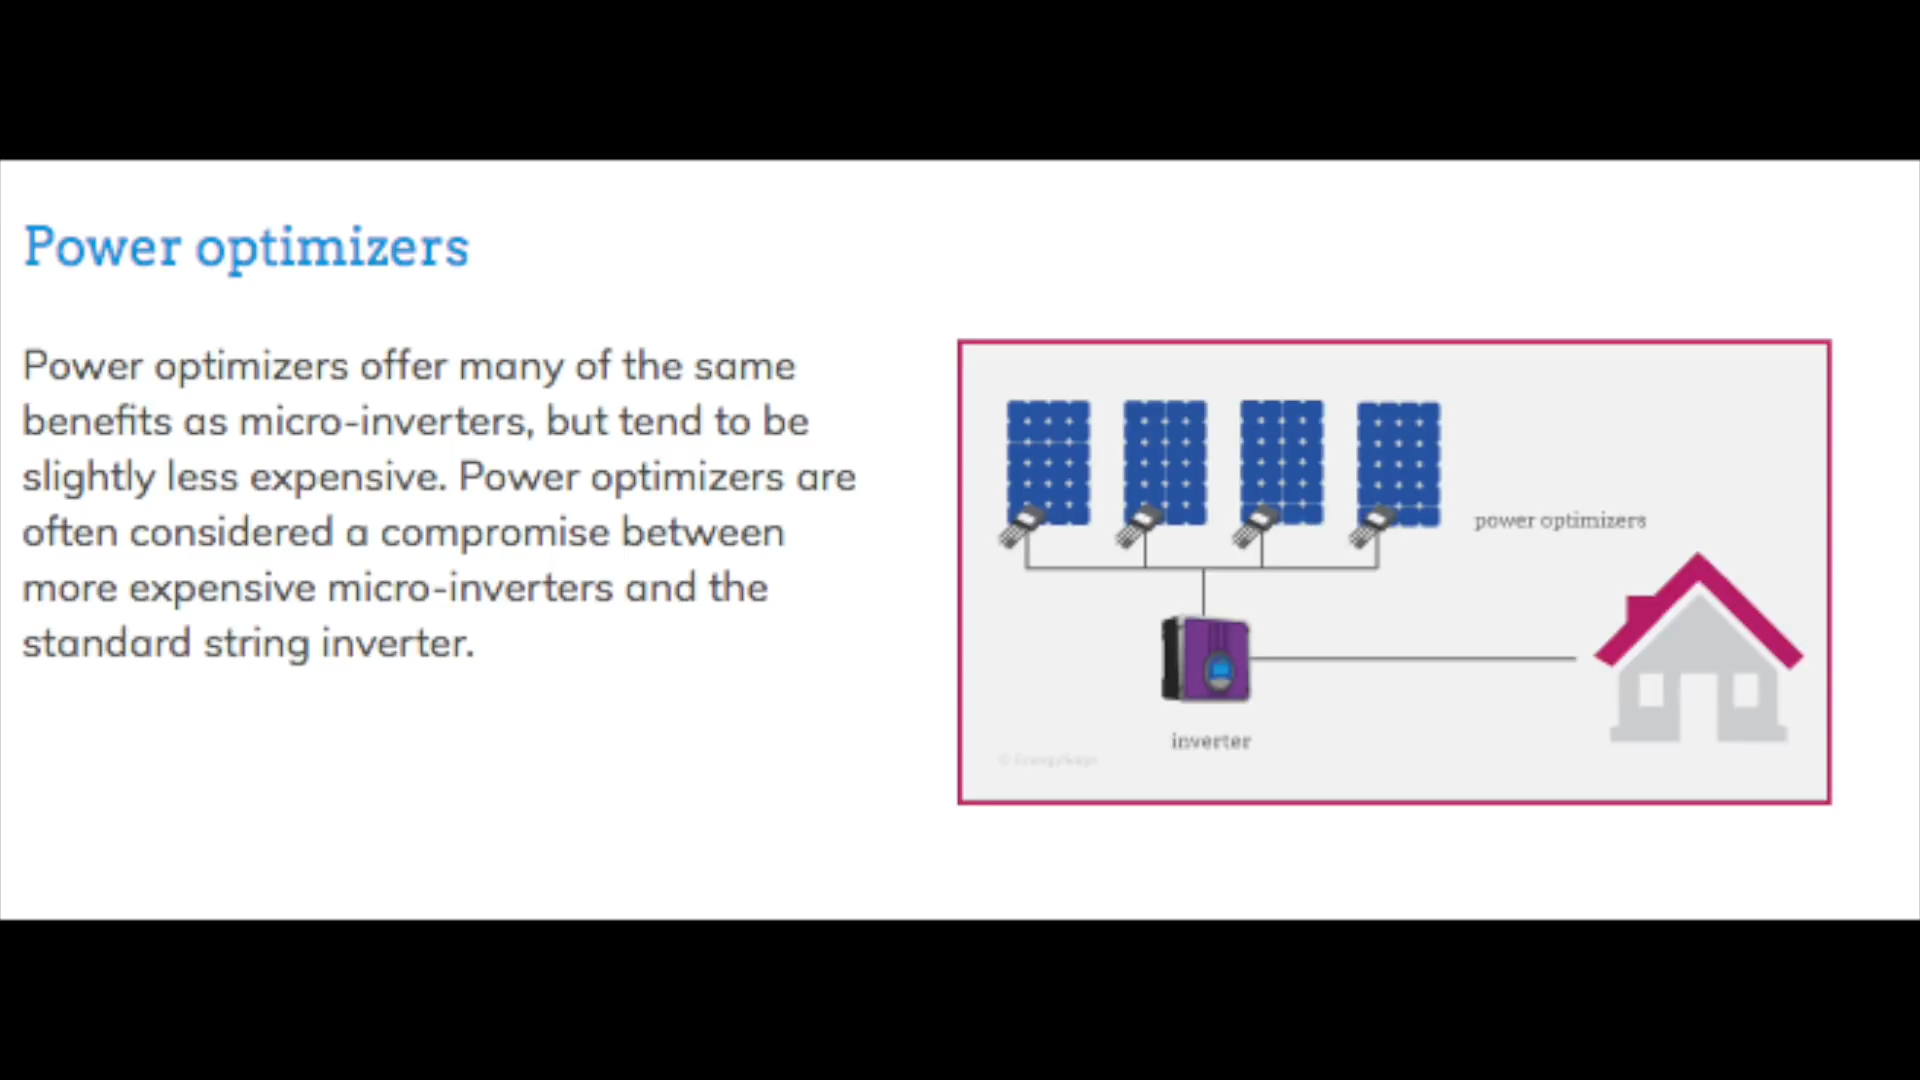 Power optimizers
Power optimizers offer many of the same
benefits as micro-inverters, but tend to be
slightly less expensive. Power optimizers are
often considered a compromise between
more expensive micro-inverters and the
standard string inverter.
power optimizers
inverter
© EnergySage